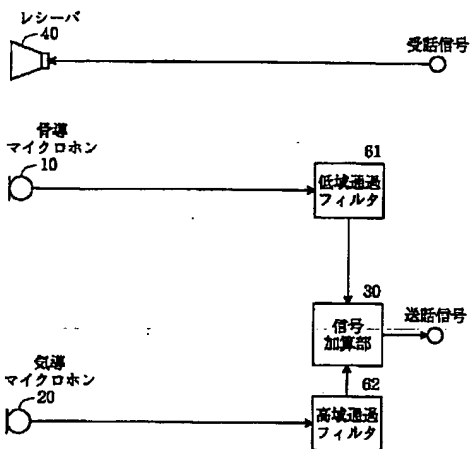 レシーバ
40
受話信号
骨導
マイクロホン
10
61
低域通過
フィルタ
30
信号
加算部
送話信号
気導
マイクロホン
20
62
高域通過
フィルタ